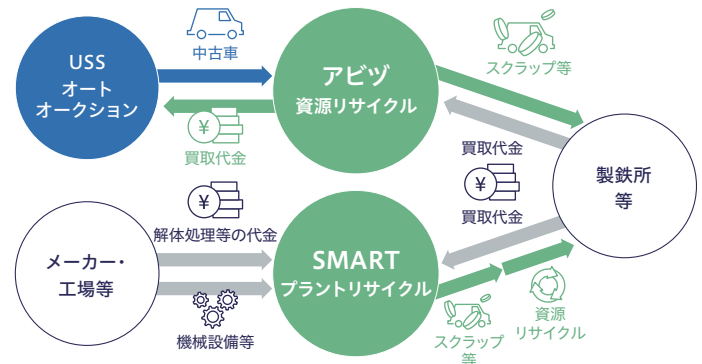 USS
オート
オークション
中古車
アビヅ
資源リサイクル
スクラップ等
¥
買取代金
買取代金
¥
買取代金
製鉄所
等
¥
解体処理等の代金
メーカー・
工場等
機械設備等
SMART
プラントリサイクル
スクラップ
等
資源
リサイクル